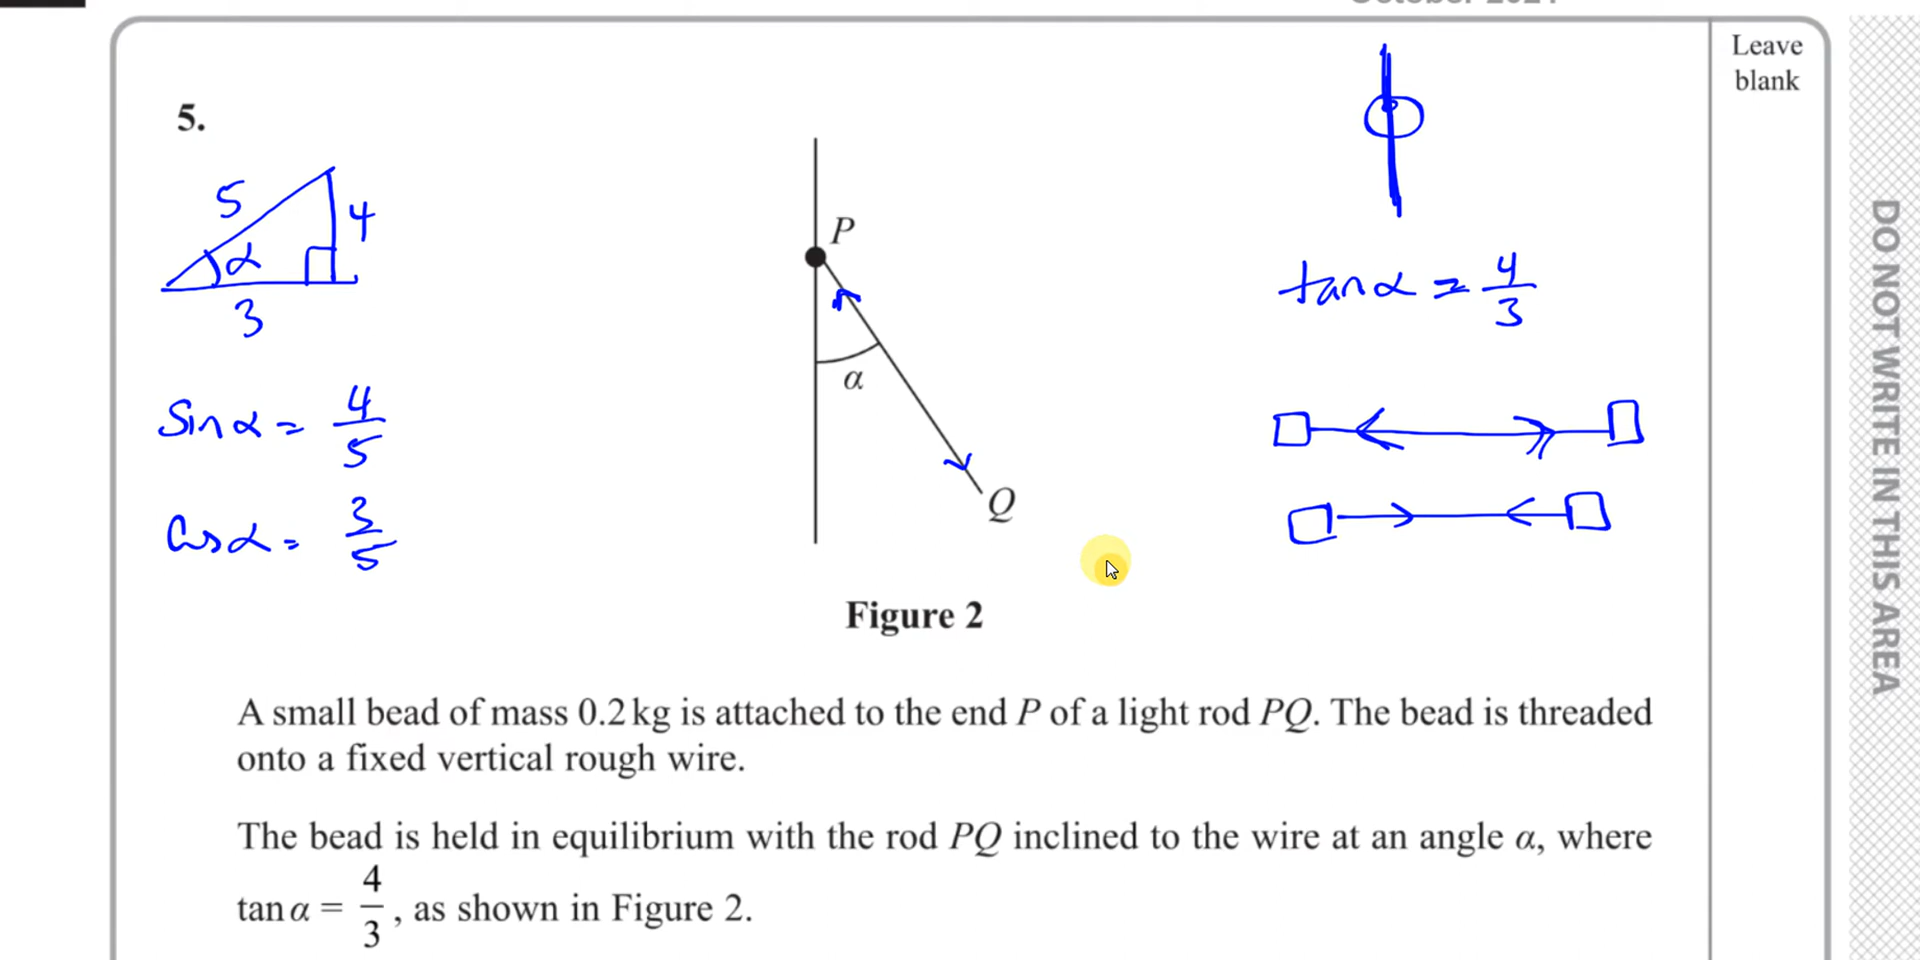 Leave
blank
5.
5
4
α
3
P
α
Q
tanα = 4/3
Sinα = 4/5
Cosα = 3/5
Figure 2
A small bead of mass 0.2 kg is attached to the end P of a light rod PQ. The bead is threaded
onto a fixed vertical rough wire.
The bead is held in equilibrium with the rod PQ inclined to the wire at an angle α, where
tan α = 4/3, as shown in Figure 2.
DO NOT WRITE IN THIS AREA